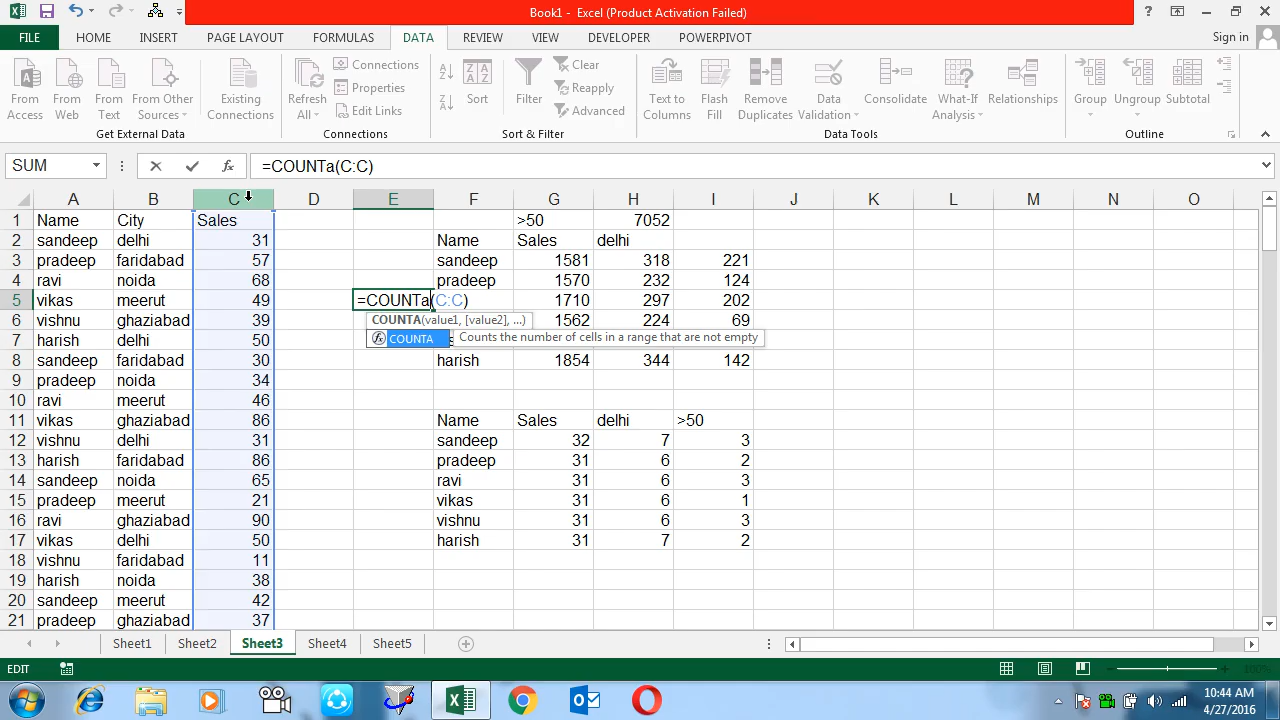 Book1 - Excel (Product Activation Failed)
FILE HOME INSERT PAGE LAYOUT FORMULAS DATA REVIEW VIEW DEVELOPER POWERPIVOT Sign in
From Access From Web From Text From Other Sources Existing Connections
Get External Data
Refresh All Connections Properties Edit Links
Connections
Sort Filter Clear Reapply Advanced
Sort & Filter
Text to Columns Flash Fill Remove Duplicates Data Validation Consolidate What-If Analysis Relationships
Data Tools
Group Ungroup Subtotal
Outline
SUM =COUNTa(C:C)
A B C D E F G H I J K L M N O
1 Name City Sales >50 7052
2 sandeep delhi 31 Name Sales delhi
3 pradeep faridabad 57 sandeep 1581 318 221
4 ravi noida 68 pradeep 1570 232 124
5 vikas meerut 49 =COUNTa(C:C) 1710 297 202
6 vishnu ghaziabad 39 COUNTA(value1, [value2], ...) 1562 224 69
7 harish delhi 50 COUNTA Counts the number of cells in a range that are not empty
8 sandeep faridabad 30 harish 1854 344 142
9 pradeep noida 34
10 ravi meerut 46
11 vikas ghaziabad 86 Name Sales delhi >50
12 vishnu delhi 31 sandeep 32 7 3
13 harish faridabad 86 pradeep 31 6 2
14 sandeep noida 65 ravi 31 6 3
15 pradeep meerut 21 vikas 31 6 1
16 ravi ghaziabad 90 vishnu 31 6 3
17 vikas delhi 50 harish 31 7 2
18 vishnu faridabad 11
19 harish noida 38
20 sandeep meerut 42
21 pradeep ghaziabad 37
Sheet1 Sheet2 Sheet3 Sheet4 Sheet5
EDIT 100%
10:44 AM
4/27/2016